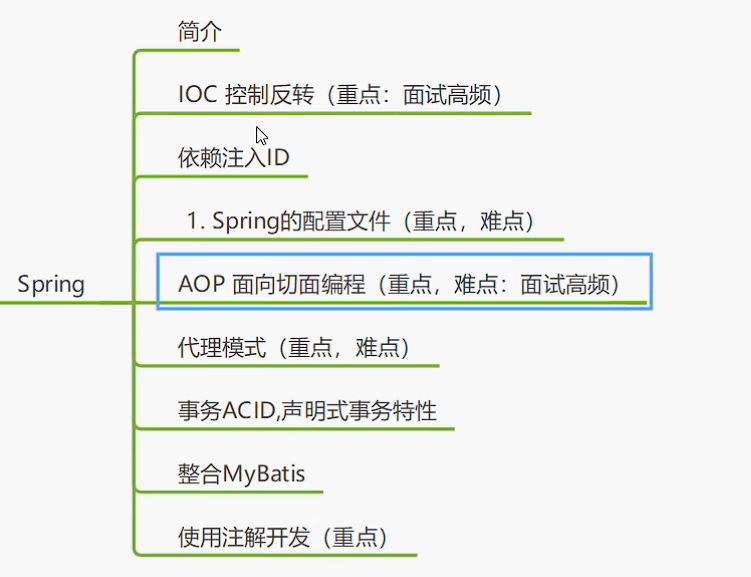 简介
IOC 控制反转（重点：面试高频）
依赖注入ID
1. Spring的配置文件（重点，难点）
Spring
AOP 面向切面编程（重点，难点：面试高频）
代理模式（重点，难点）
事务ACID,声明式事务特性
整合MyBatis
使用注解开发（重点）